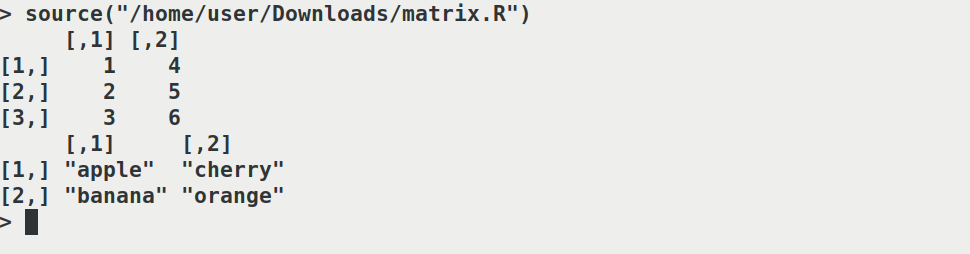 > source("/home/user/Downloads/matrix.R")
     [,1] [,2]
[1,]    1    4
[2,]    2    5
[3,]    3    6
     [,1]     [,2]
[1,] "apple"  "cherry"
[2,] "banana" "orange"
>